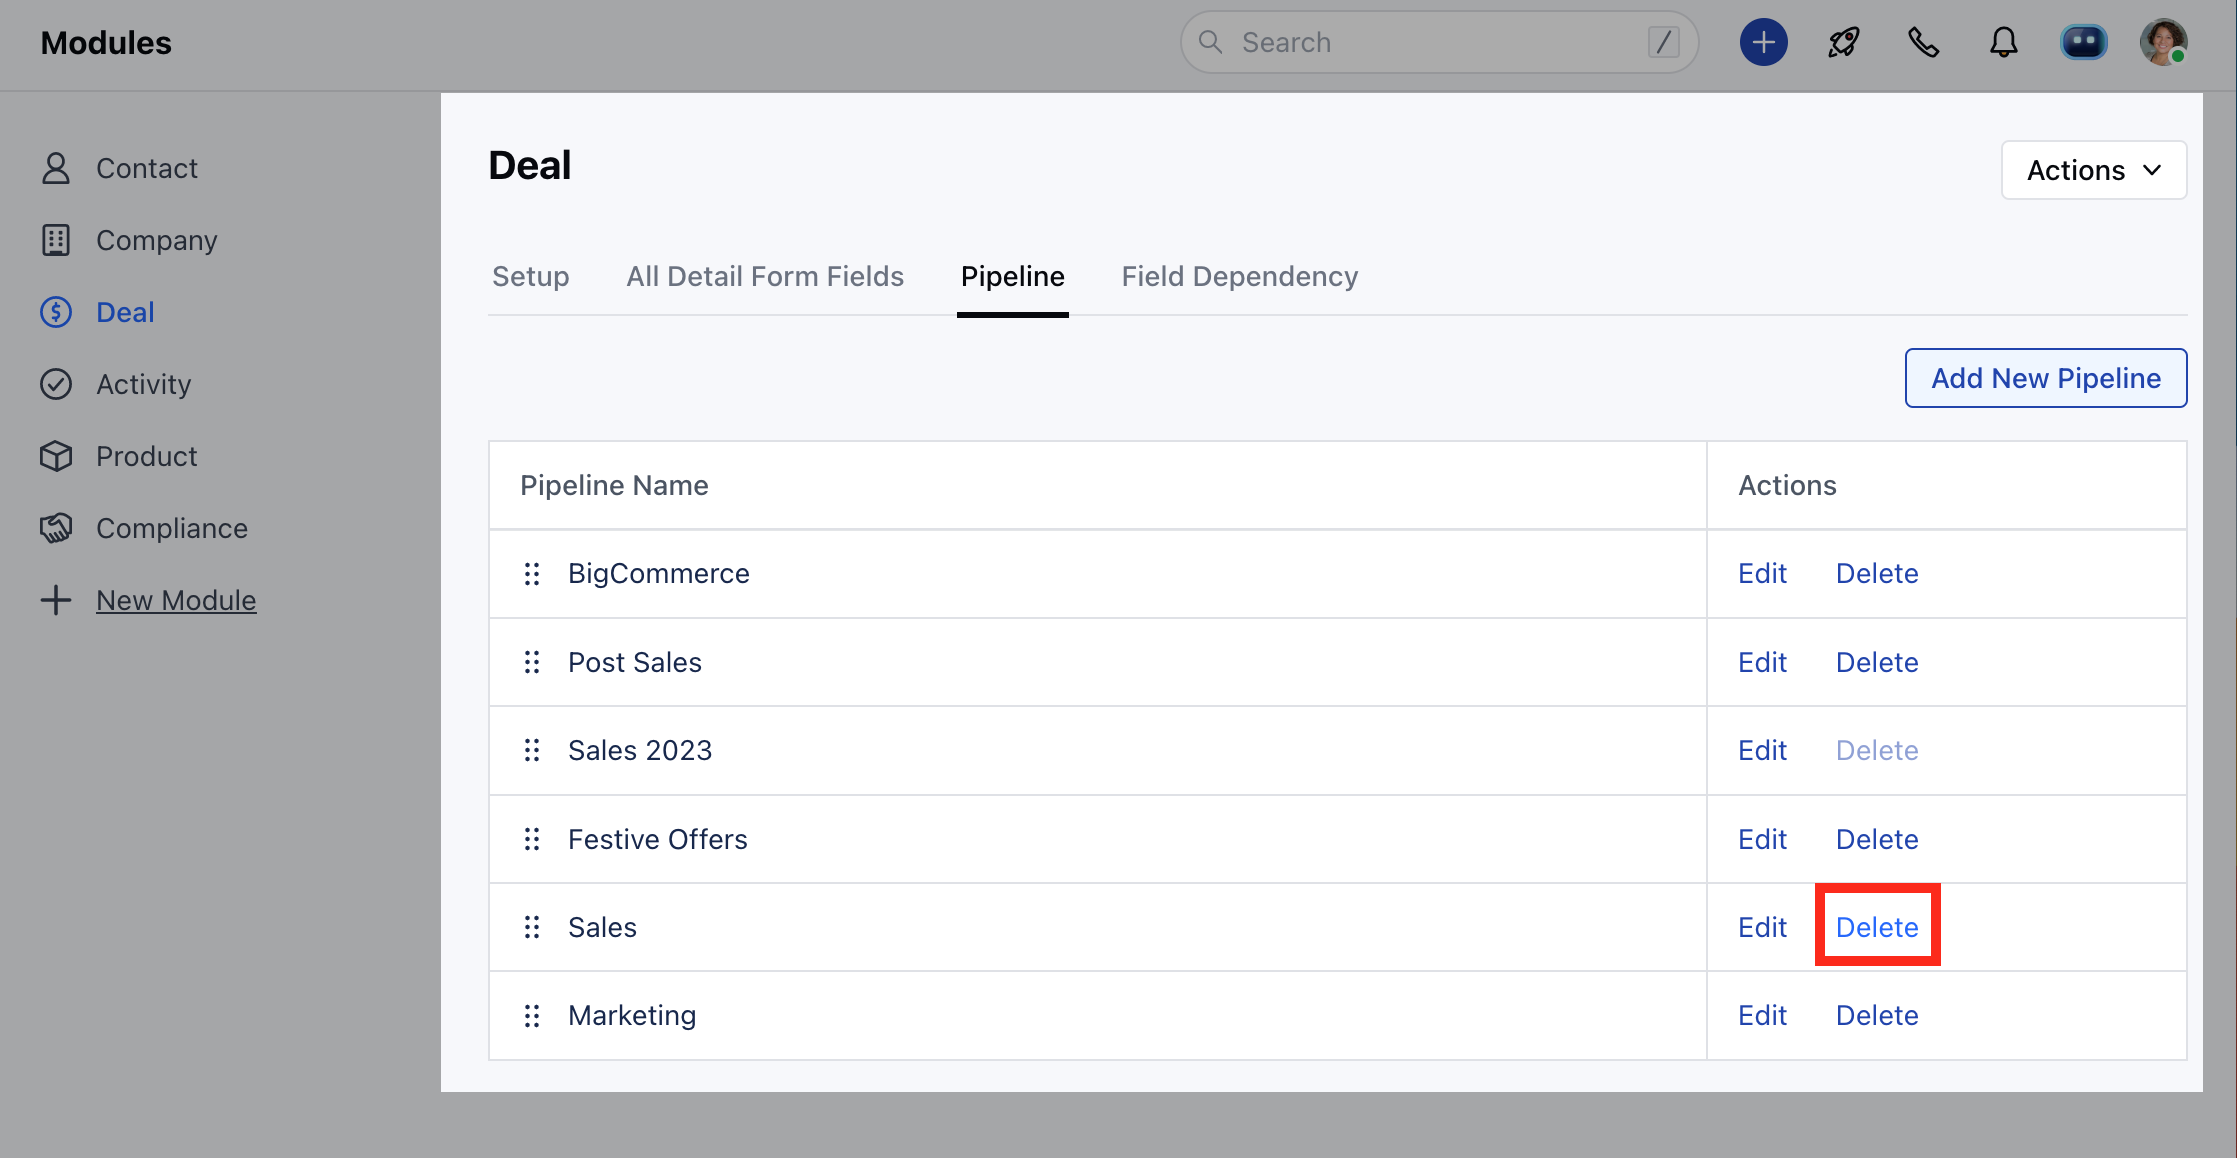 Modules
Search /
Contact
Company
Deal
Activity
Product
Compliance
New Module
Deal
Actions
Setup All Detail Form Fields Pipeline Field Dependency
Add New Pipeline
Pipeline Name Actions
BigCommerce Edit Delete
Post Sales Edit Delete
Sales 2023 Edit Delete
Festive Offers Edit Delete
Sales Edit Delete
Marketing Edit Delete